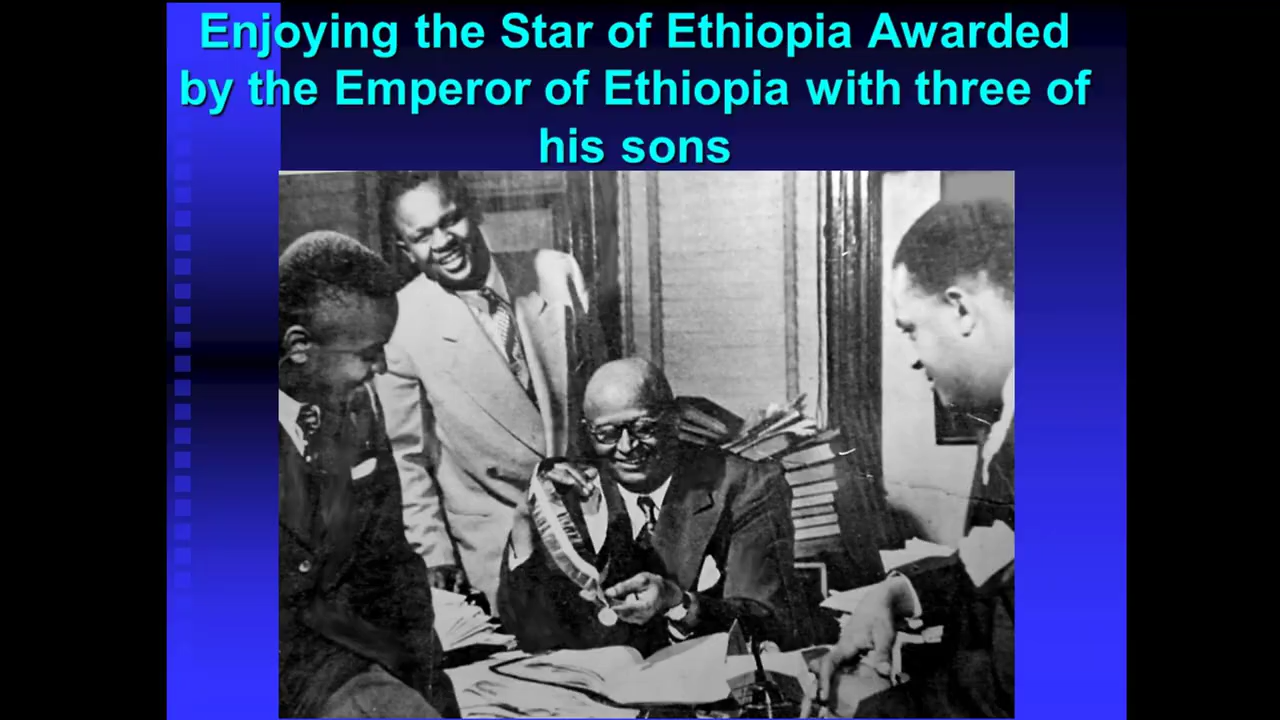 Enjoying the Star of Ethiopia Awarded
by the Emperor of Ethiopia with three of
his sons